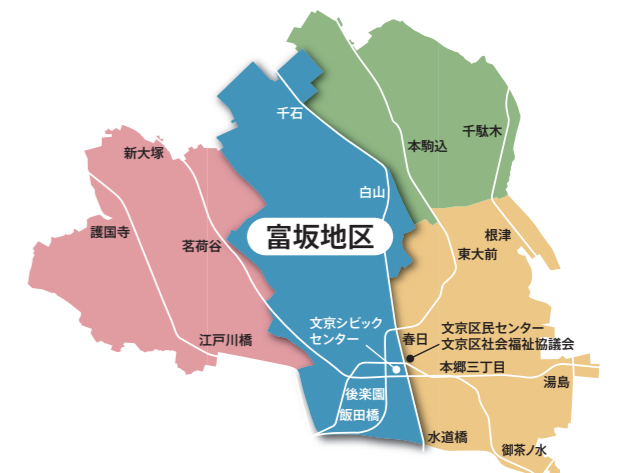 千石
本駒込
千駄木
新大塚
白山
護国寺
茗荷谷
富坂地区
根津
東大前
文京シビック
センター
江戸川橋
春日
文京区民センター
文京区社会福祉協議会
本郷三丁目
湯島
後楽園
飯田橋
水道橋
御茶ノ水